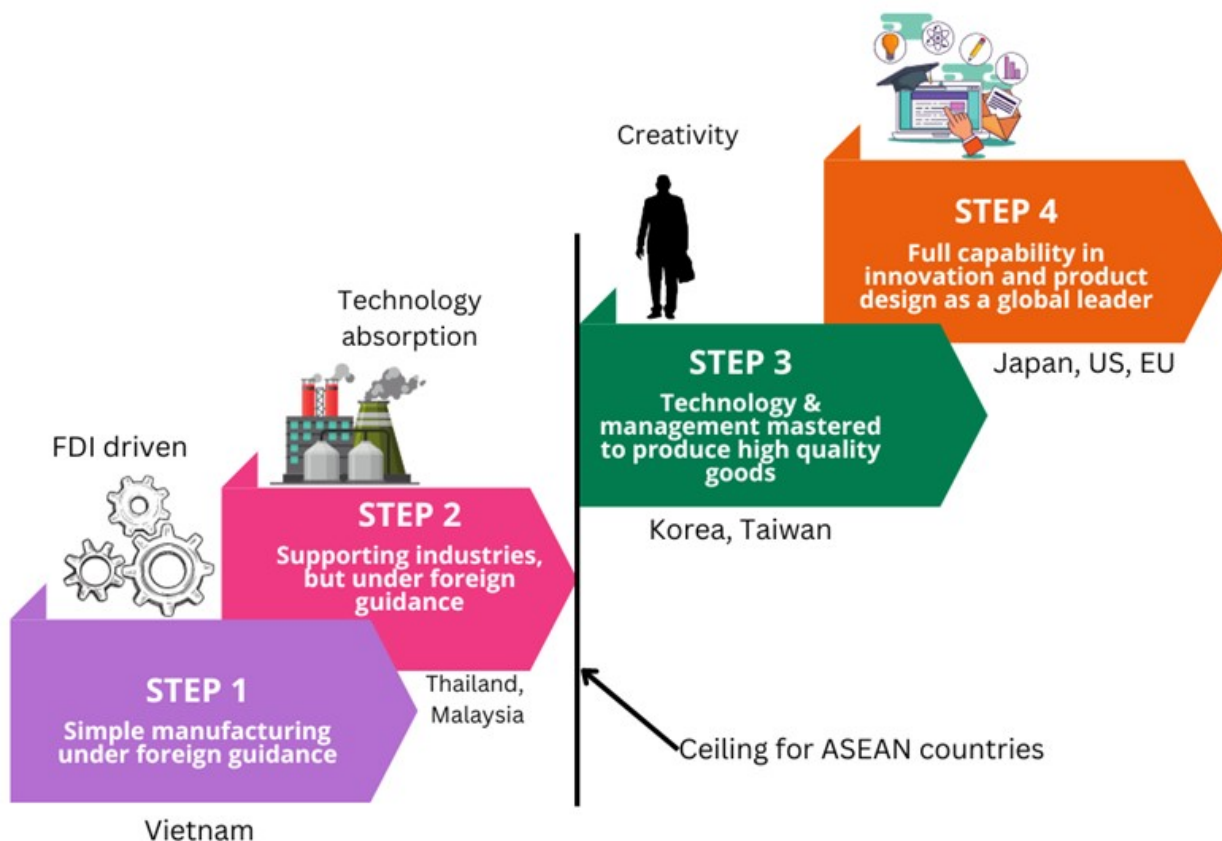 FDI driven
STEP 1
Simple manufacturing
under foreign guidance
Vietnam
Technology
absorption
STEP 2
Supporting industries,
but under foreign
guidance
Thailand,
Malaysia
Creativity
STEP 3
Technology &
management mastered
to produce high quality
goods
Korea, Taiwan
STEP 4
Full capability in
innovation and product
design as a global leader
Japan, US, EU
Ceiling for ASEAN countries